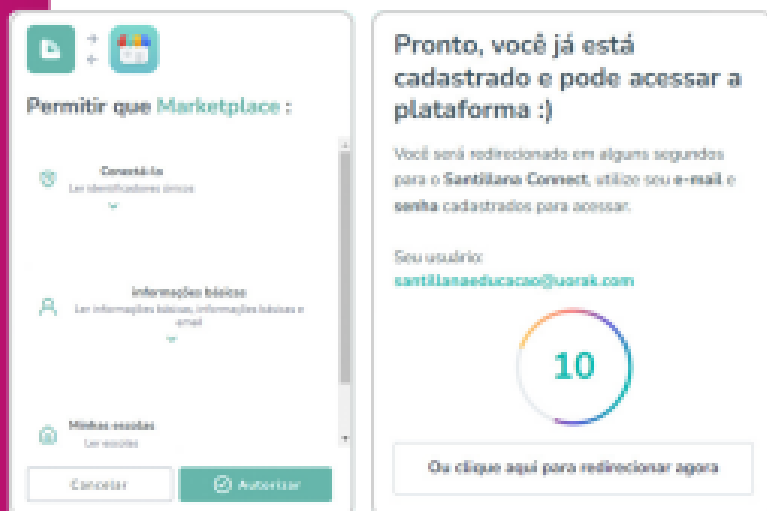 Permitir que Marketplace :
Conectá-lo
Ler identificadores únicos
Informações básicas
Ler informações básicas, informações básicas e
email
Minhas escolas
Ler escolas
Cancelar
Autorizar
Pronto, você já está
cadastrado e pode acessar a
plataforma :)
Você será redirecionado em alguns segundos
para o Santillana Connect, utilize seu e-mail e
senha cadastrados para acessar.
Seu usuário:
santillanaeducacao@uorak.com
10
Ou clique aqui para redirecionar agora